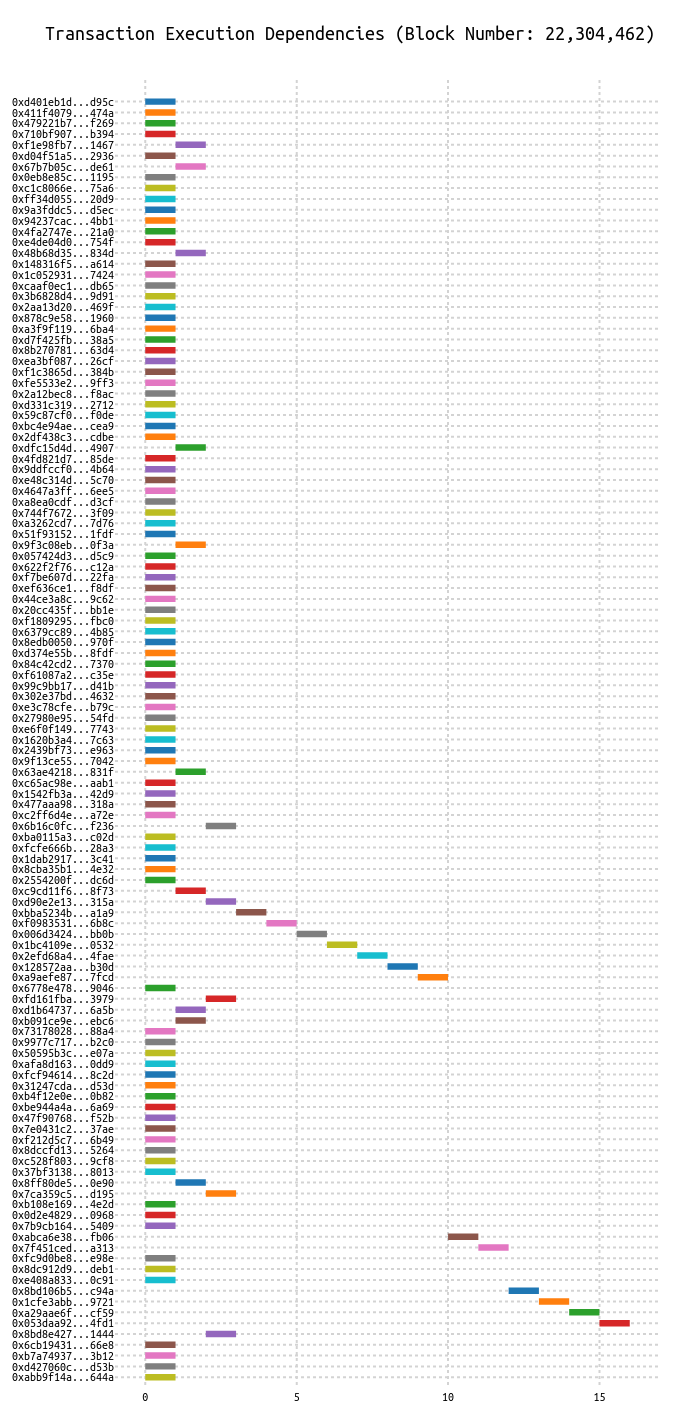 Transaction Execution Dependencies (Block Number: 22,304,462)
0xd401eb1d...d95c
0x411f4079...474a
0x479221b7...f269
0x710bf907...b394
0xf1e98fb7...1467
0xd04f51a5...2936
0x67b7b05c...de61
0x0eb8e85c...1195
0xc1c8066e...75a6
0xff34d055...20d9
0x9a3fddc5...d5ec
0x94237cac...4bb1
0x4fa2747e...21a0
0xe4de04d0...754f
0x48b68d35...834d
0x148316f5...a614
0x1c052931...7424
0xcaaf0ec1...db65
0x3b6828d4...9d91
0x2aa13d20...469f
0x878c9e58...1960
0xa3f9f119...6ba4
0xd7f425fb...38a5
0x8b270781...63d4
0xea3bf087...26cf
0xf1c3865d...384b
0xfe5533e2...9ff3
0x2a12bec8...f8ac
0xd331c319...2712
0x59c87cf0...f0de
0xbc4e94ae...cea9
0x2df438c3...cdbe
0xdfc15d4d...4907
0x4fd821d7...85de
0x9ddfccf0...4b64
0xe48c314d...5c70
0x4647a3ff...6ee5
0xa8ea0cdf...d3cf
0x744f7672...3f09
0xa3262cd7...7d76
0x51f93152...1fdf
0x9f3c08eb...0f3a
0x057424d3...d5c9
0x622f2f76...c12a
0xf7be607d...22fa
0xef636ce1...f8df
0x44ce3a8c...9c62
0x20cc435f...bb1e
0xf1809295...fbc0
0x6379cc89...4b85
0x8edb0050...970f
0xd374e55b...8fdf
0x84c42cd2...7370
0xf61087a2...c35e
0x99c9bb17...d41b
0x302e37bd...4632
0xe3c78cfe...b79c
0x27980e95...54fd
0xe6f0f149...7743
0x1620b3a4...7c63
0x2439bf73...e963
0x9f13ce55...7042
0x63ae4218...831f
0xc65ac98e...aab1
0x1542fb3a...42d9
0x477aaa98...318a
0xc2ff6d4e...a72e
0x6b16c0fc...f236
0xba0115a3...c02d
0xfcfe666b...28a3
0x1dab2917...3c41
0x8cba35b1...4e32
0x2554200f...dc6d
0xc9cd11f6...8f73
0xd90e2e13...315a
0xbba5234b...a1a9
0xf0983531...6b8c
0x006d3424...bb0b
0x1bc4109e...0532
0x2efd68a4...4fae
0x128572aa...b30d
0xa9aefe87...7fcd
0x6778e478...9046
0xfd161fba...3979
0xd1b64737...6a5b
0xb091ce9e...ebc6
0x73178028...88a4
0x9977c717...b2c0
0x50595b3c...e07a
0xafa8d163...0dd9
0xfcf94614...8c2d
0x31247cda...d53d
0xb4f12e0e...0b82
0xbe944a4a...6a69
0x47f90768...f52b
0x7e0431c2...37ae
0xf212d5c7...6b49
0x8dccfd13...5264
0xc528f803...9cf8
0x37bf3138...8013
0x8ff80de5...0e90
0x7ca359c5...d195
0xb108e169...4e2d
0x0d2e4829...0968
0x7b9cb164...5409
0xabca6e38...fb06
0x7f451ced...a313
0xfc9d0be8...e98e
0x8dc912d9...deb1
0xe408a833...0c91
0x8bd106b5...c94a
0x1cfe3abb...9721
0xa29aae6f...cf59
0x053daa92...4fd1
0x8bd8e427...1444
0x6cb19431...66e8
0xb7a74937...3b12
0xd427060c...d53b
0xabb9f14a...644a
0 5 10 15